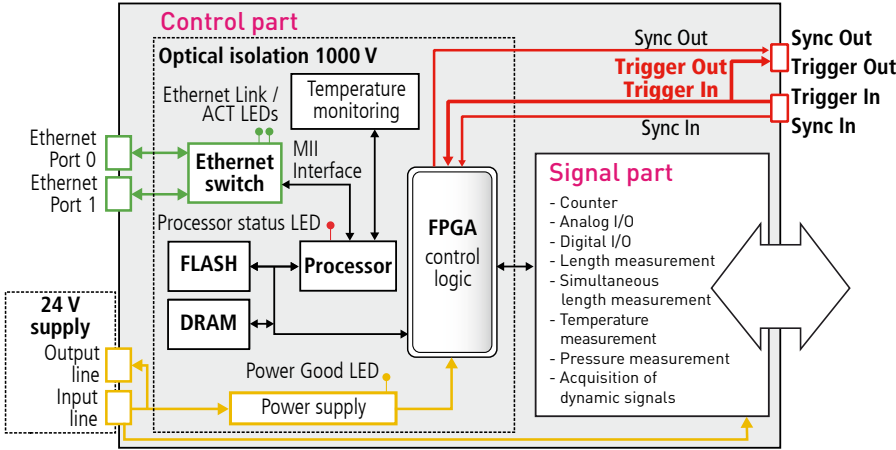 Control part
Optical isolation 1000 V
Sync Out
Sync Out
Trigger Out
Trigger Out
Trigger In
Trigger In
Sync In
Sync In
Ethernet Link /
ACT LEDs
Temperature
monitoring
Ethernet
Port 0
Ethernet
Port 1
Ethernet
switch
MII
Interface
Processor status LED
FLASH
Processor
DRAM
FPGA
control
logic
Signal part
- Counter
- Analog I/O
- Digital I/O
- Length measurement
- Simultaneous
length measurement
- Temperature
measurement
- Pressure measurement
- Acquisition of
dynamic signals
24 V
supply
Output
line
Input
line
Power Good LED
Power supply